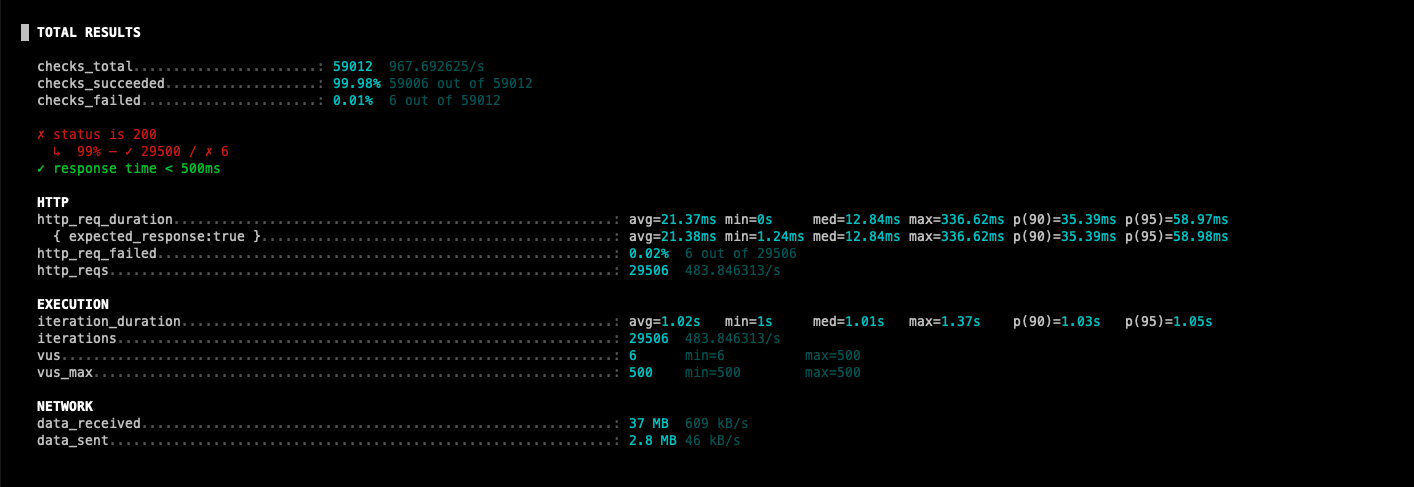 TOTAL RESULTS
checks_total.......................: 59012 967.692625/s
checks_succeeded...................: 99.98% 59006 out of 59012
checks_failed......................: 0.01% 6 out of 59012
✗ status is 200
↳ 99% — ✓ 29500 / ✗ 6
✓ response time < 500ms
HTTP
http_req_duration.......................................................: avg=21.37ms min=0s med=12.84ms max=336.62ms p(90)=35.39ms p(95)=58.97ms
{ expected_response:true }............................................: avg=21.38ms min=1.24ms med=12.84ms max=336.62ms p(90)=35.39ms p(95)=58.98ms
http_req_failed.........................................................: 0.02% 6 out of 29506
http_reqs...............................................................: 29506 483.846313/s
EXECUTION
iteration_duration......................................................: avg=1.02s min=1s med=1.01s max=1.37s p(90)=1.03s p(95)=1.05s
iterations..............................................................: 29506 483.846313/s
vus.....................................................................: 6 min=6 max=500
vus_max.................................................................: 500 min=500 max=500
NETWORK
data_received...........................................................: 37 MB 609 kB/s
data_sent...............................................................: 2.8 MB 46 kB/s